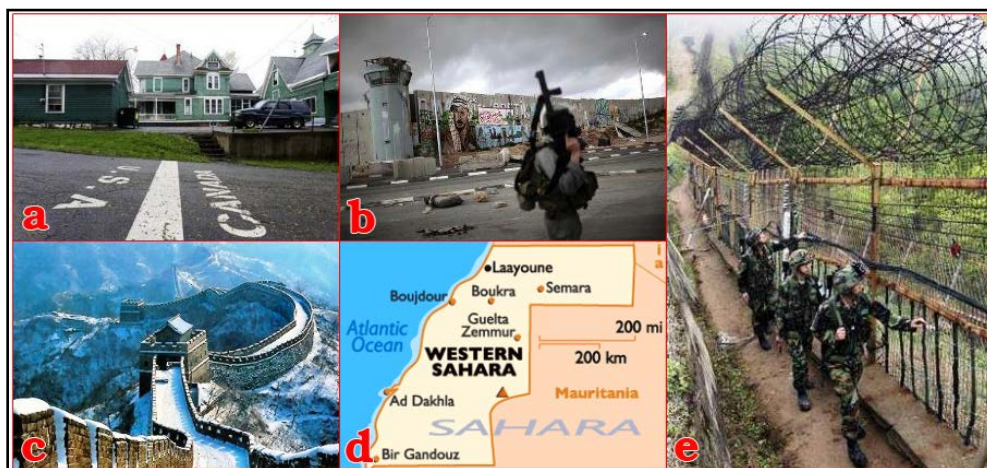 U.S.A
CANADA
a
b
c
i
a
Laayoune
Boujdour
Boukra
Semara
Guelta
Zemmur
Atlantic
Ocean
200 mi
200 km
WESTERN
SAHARA
Mauritania
Ad Dakhla
SAHARA
Bir Gandouz
d
e